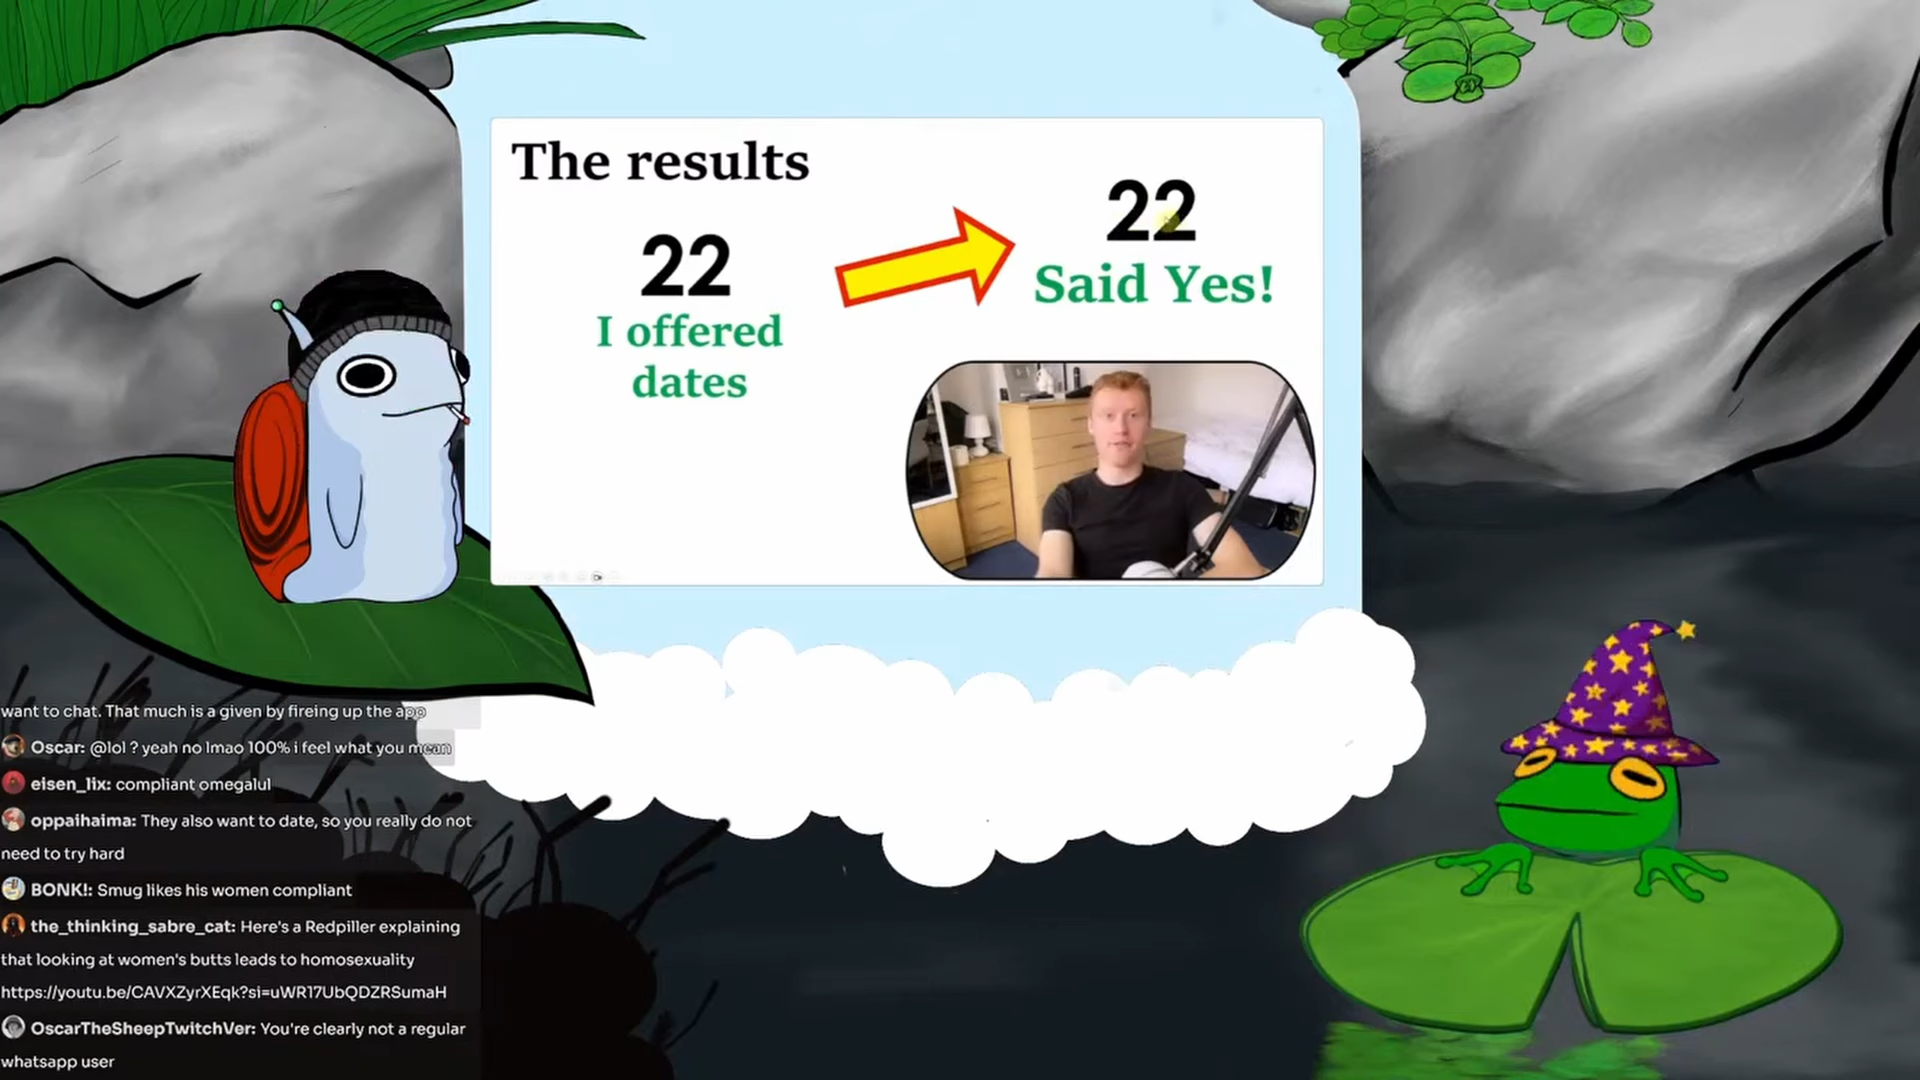 The results
22
I offered
dates
22
Said Yes!
want to chat. That much is a given by fireing up the app
Oscar: @lol ? yeah no lmao 100% i feel what you mean
eisen_lix: compliant omegalul
oppaihaima: They also want to date, so you really do not
need to try hard
BONK!: Smug likes his women compliant
the_thinking_sabre_cat: Here's a Redpiller explaining
that looking at women's butts leads to homosexuality
https://youtu.be/CAVXZyrXEqk?si=uWR17UbQDZRSumaH
OscarTheSheepTwitchVer: You're clearly not a regular
whatsapp user